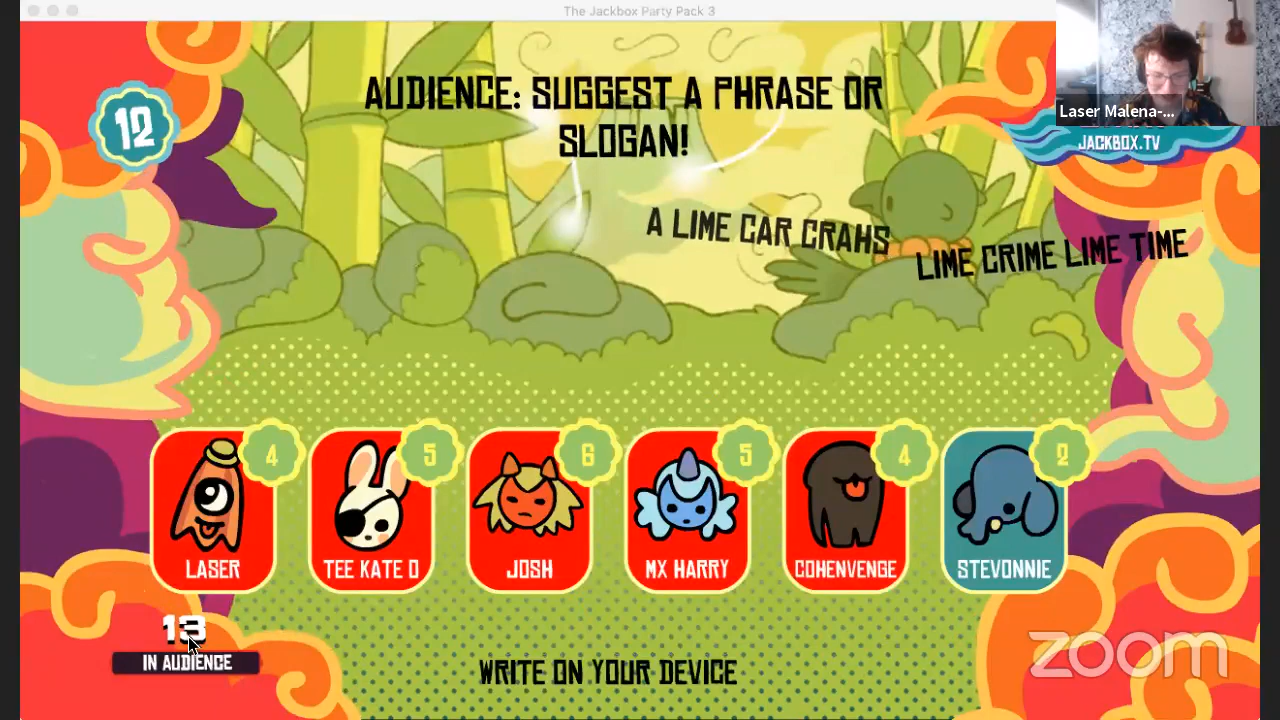 The Jackbox Party Pack 3
AUDIENCE: SUGGEST A PHRASE OR
SLOGAN!
12
Laser Malena-...
JACKBOX.TV
A LIME CAR CRAHS
LIME CRIME LIME TIME
4
5
6
5
4
2
LASER
TEE KATE O
JOSH
MX HARRY
COHENVENGE
STEVONNIE
13
IN AUDIENCE
WRITE ON YOUR DEVICE
zoom